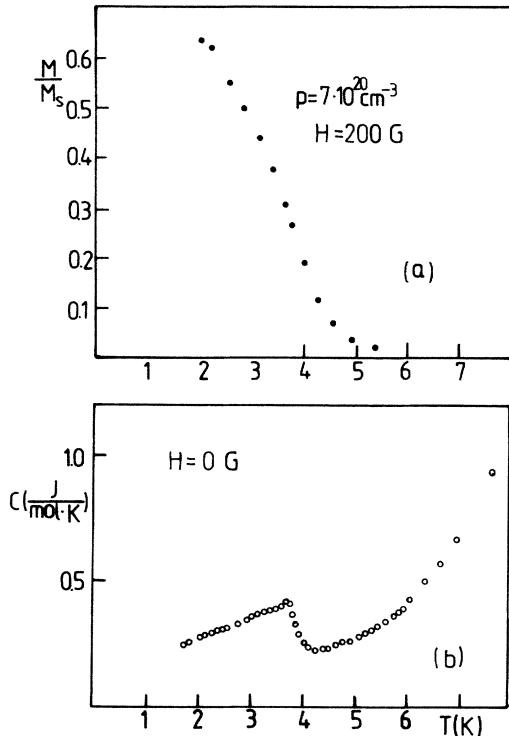 0.6
M
M_s
0.5
0.4
0.3
0.2
0.1
p=7·10^20 cm^-3
H=200 G
(a)
1 2 3 4 5 6 7
1.0
H=0 G
C(J/mol·K)
0.5
(b)
1 2 3 4 5 6 T(K)